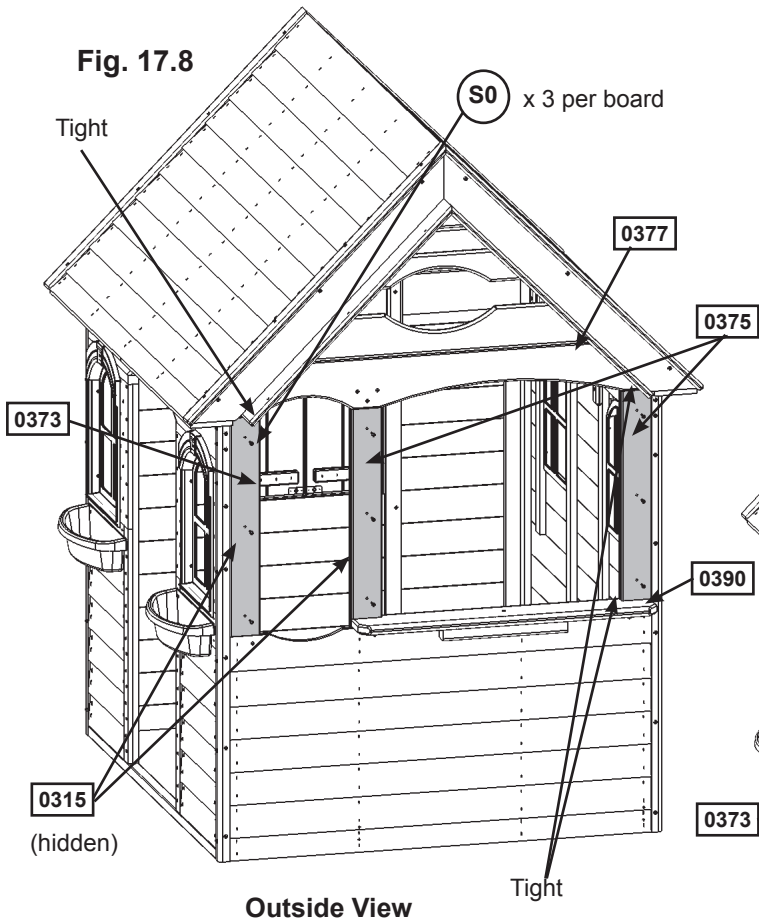 Fig. 17.8
S0 x 3 per board
Tight
0377
0375
0373
0390
0315
(hidden)
0373
Tight
Outside View